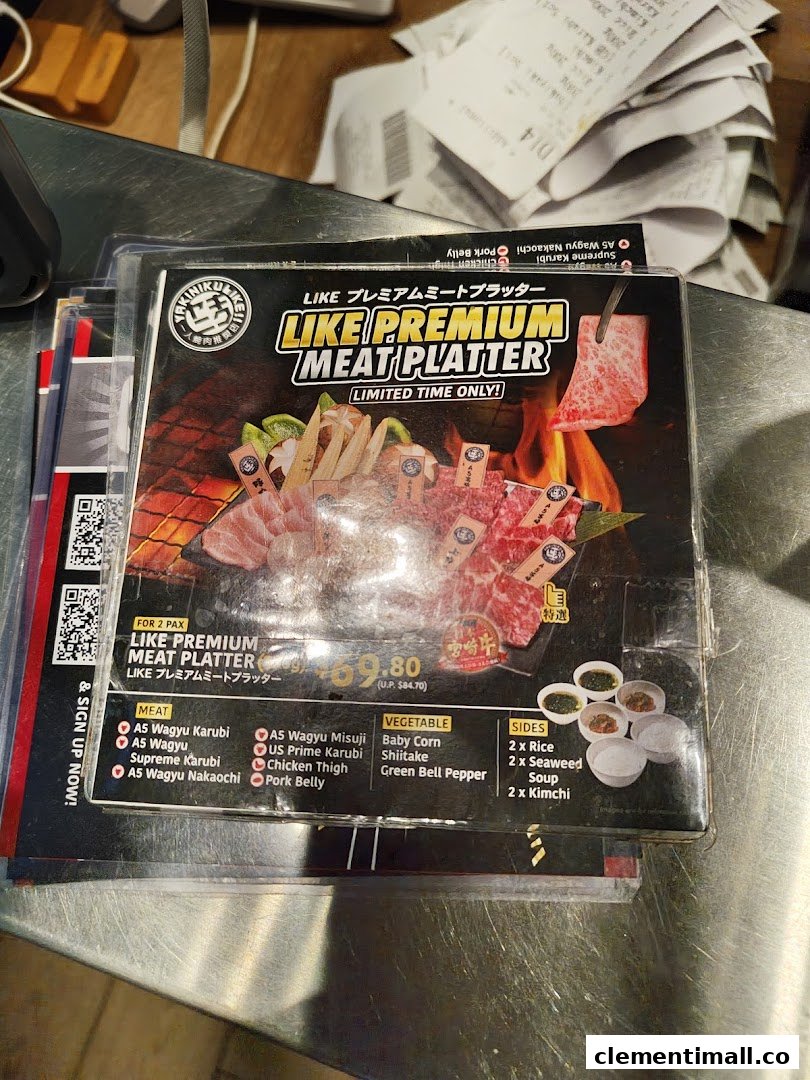 D14
A5 Wagyu Nakaochi
Supreme Karubi
Pork Belly
Chicken Thigh
YAKINIKU LIKE
LIKE プレミアムミートプラッター
LIKE PREMIUM
MEAT PLATTER
LIMITED TIME ONLY!
特選
FOR 2 PAX
LIKE PREMIUM
MEAT PLATTER
LIKE プレミアムミートプラッター
69.80
(U.P. $84.70)
MEAT
A5 Wagyu Karubi
A5 Wagyu
Supreme Karubi
A5 Wagyu Nakaochi
A5 Wagyu Misuji
US Prime Karubi
Chicken Thigh
Pork Belly
VEGETABLE
Baby Corn
Shiitake
Green Bell Pepper
SIDES
2 x Rice
2 x Seaweed
Soup
2 x Kimchi
& SIGN UP NOW!
clementimall.co